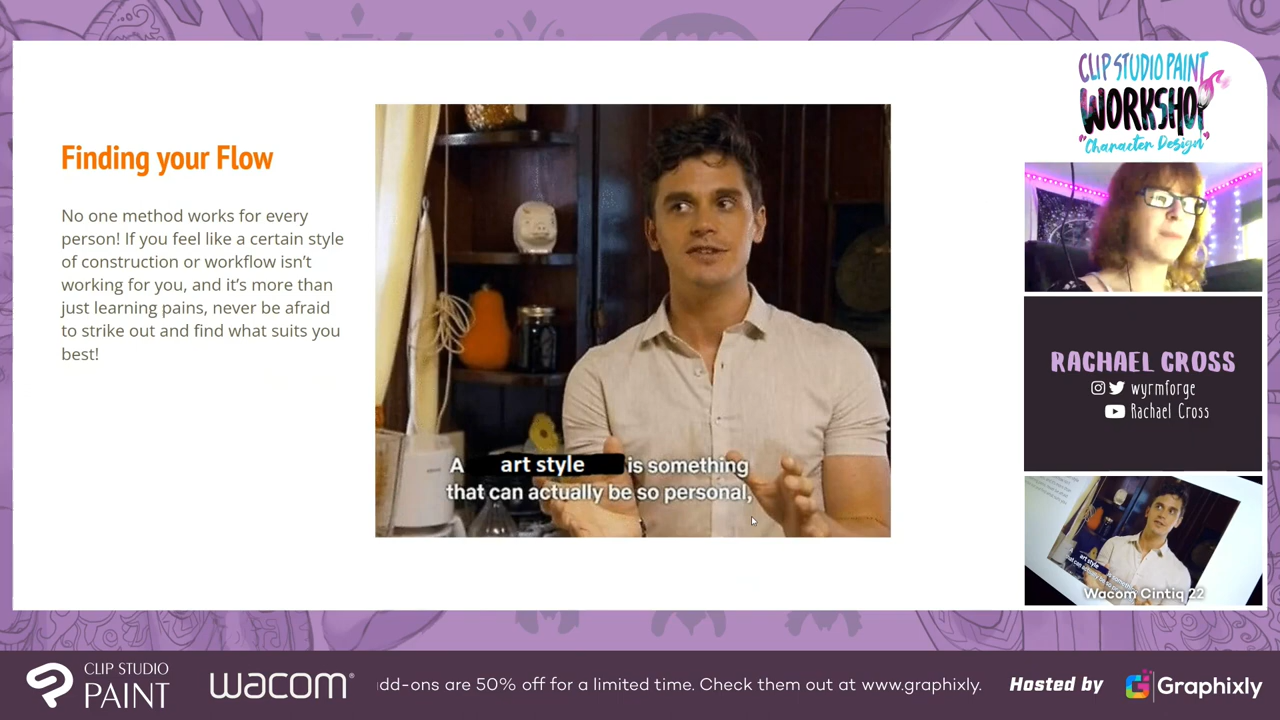 Finding your Flow
No one method works for every
person! If you feel like a certain style
of construction or workflow isn't
working for you, and it's more than
just learning pains, never be afraid
to strike out and find what suits you
best!
A art style is something
that can actually be so personal,
CLIP STUDIO PAINT
WORKSHOP
"Character Design"
RACHAEL CROSS
wyrmforge
Rachael Cross
art style
Wacom Cintiq 22
CLIP STUDIO
PAINT
wacom®
add-ons are 50% off for a limited time. Check them out at www.graphixly.
Hosted by
Graphixly